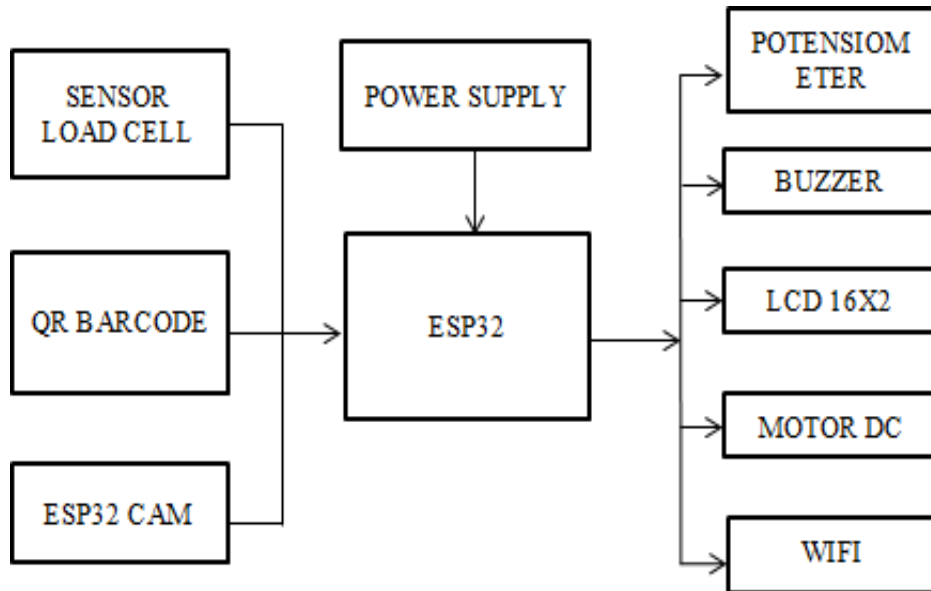 SENSOR
LOAD CELL
QR BARCODE
ESP32 CAM
POWER SUPPLY
ESP32
POTENSIOM
ETER
BUZZER
LCD 16X2
MOTOR DC
WIFI